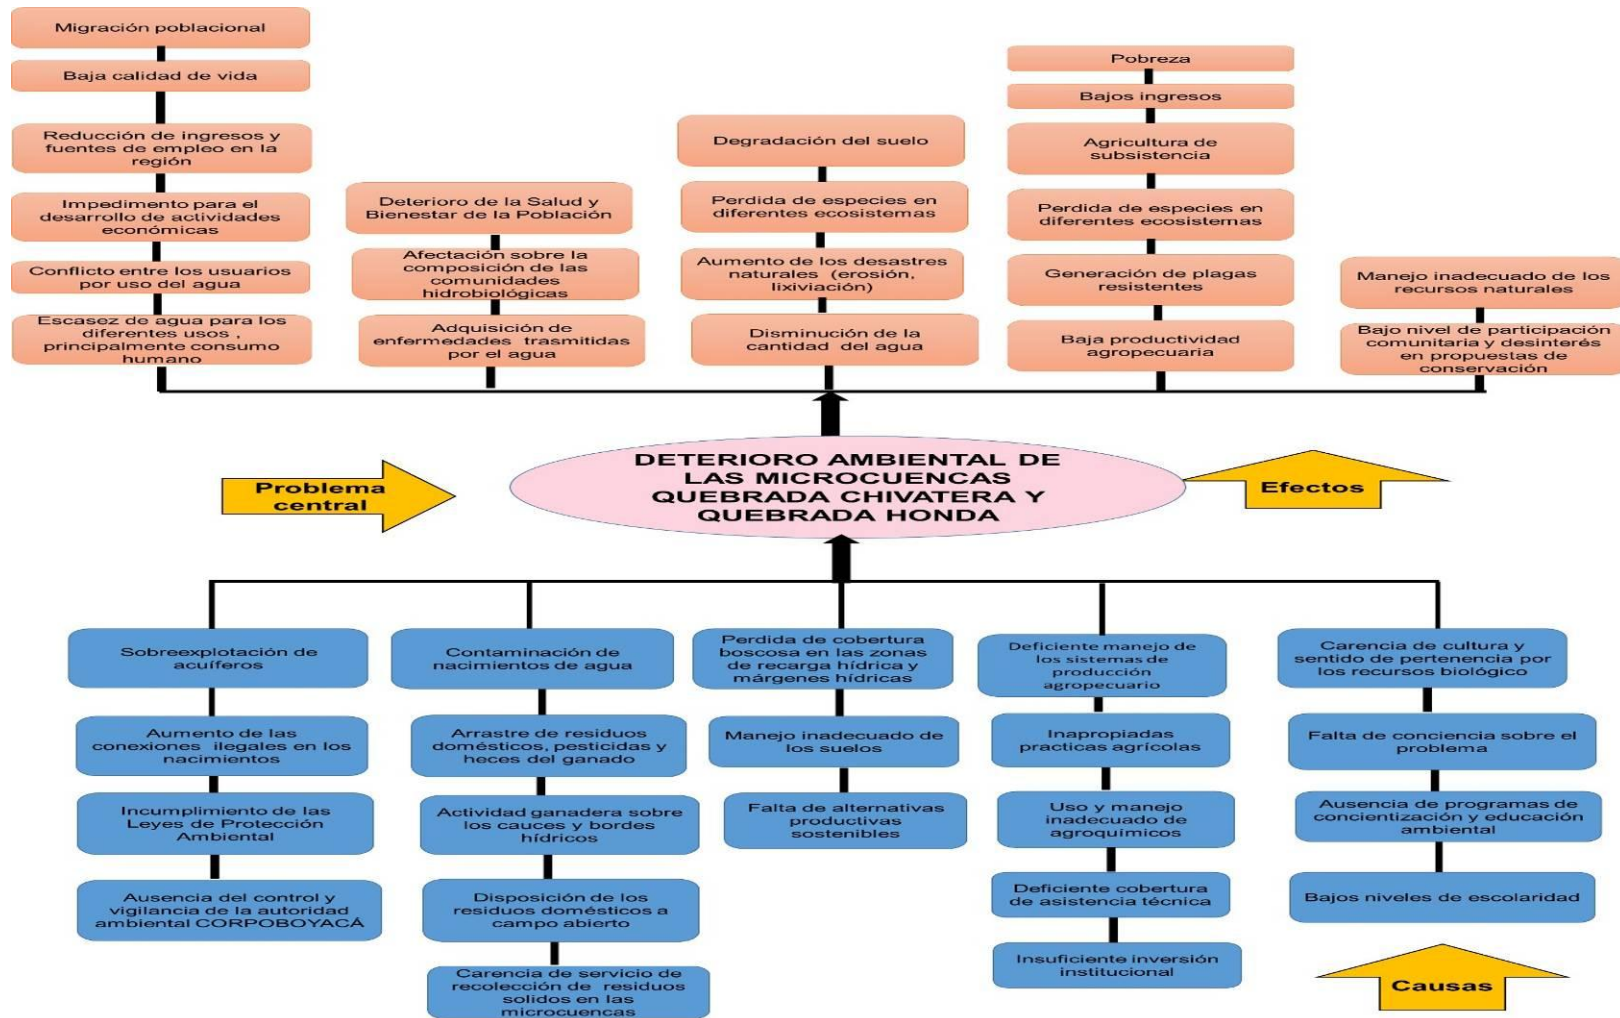 Migración poblacional
Baja calidad de vida
Reducción de ingresos y
fuentes de empleo en la
región
Impedimento para el
desarrollo de actividades
económicas
Conflicto entre los usuarios
por uso del agua
Escasez de agua para los
diferentes usos ,
principalmente consumo
humano
Deterioro de la Salud y
Bienestar de la Población
Afectación sobre la
composición de las
comunidades
hidrobiológicas
Adquisición de
enfermedades trasmitidas
por el agua
Degradación del suelo
Perdida de especies en
diferentes ecosistemas
Aumento de los desastres
naturales (erosión,
lixiviación)
Disminución de la
cantidad del agua
Pobreza
Bajos ingresos
Agricultura de
subsistencia
Perdida de especies en
diferentes ecosistemas
Generación de plagas
resistentes
Baja productividad
agropecuaria
Manejo inadecuado de los
recursos naturales
Bajo nivel de participación
comunitaria y desinterés
en propuestas de
conservación
Problema
central
DETERIORO AMBIENTAL DE
LAS MICROCUENCAS
QUEBRADA CHIVATERA Y
QUEBRADA HONDA
Efectos
Sobreexplotación de
acuíferos
Aumento de las
conexiones ilegales en los
nacimientos
Incumplimiento de las
Leyes de Protección
Ambiental
Ausencia del control y
vigilancia de la autoridad
ambiental CORPOBOYACÁ
Contaminación de
nacimientos de agua
Arrastre de residuos
domésticos, pesticidas y
heces del ganado
Actividad ganadera sobre
los cauces y bordes
hídricos
Disposición de los
residuos domésticos a
campo abierto
Carencia de servicio de
recolección de residuos
solidos en las
microcuencas
Perdida de cobertura
boscosa en las zonas
de recarga hídrica y
márgenes hídricas
Manejo inadecuado de
los suelos
Falta de alternativas
productivas
sostenibles
Deficiente manejo de
los sistemas de
producción
agropecuario
Inapropiadas
practicas agrícolas
Uso y manejo
inadecuado de
agroquímicos
Deficiente cobertura
de asistencia técnica
Insuficiente inversión
institucional
Carencia de cultura y
sentido de pertenencia por
los recursos biológico
Falta de conciencia sobre el
problema
Ausencia de programas de
concientización y educación
ambiental
Bajos niveles de escolaridad
Causas